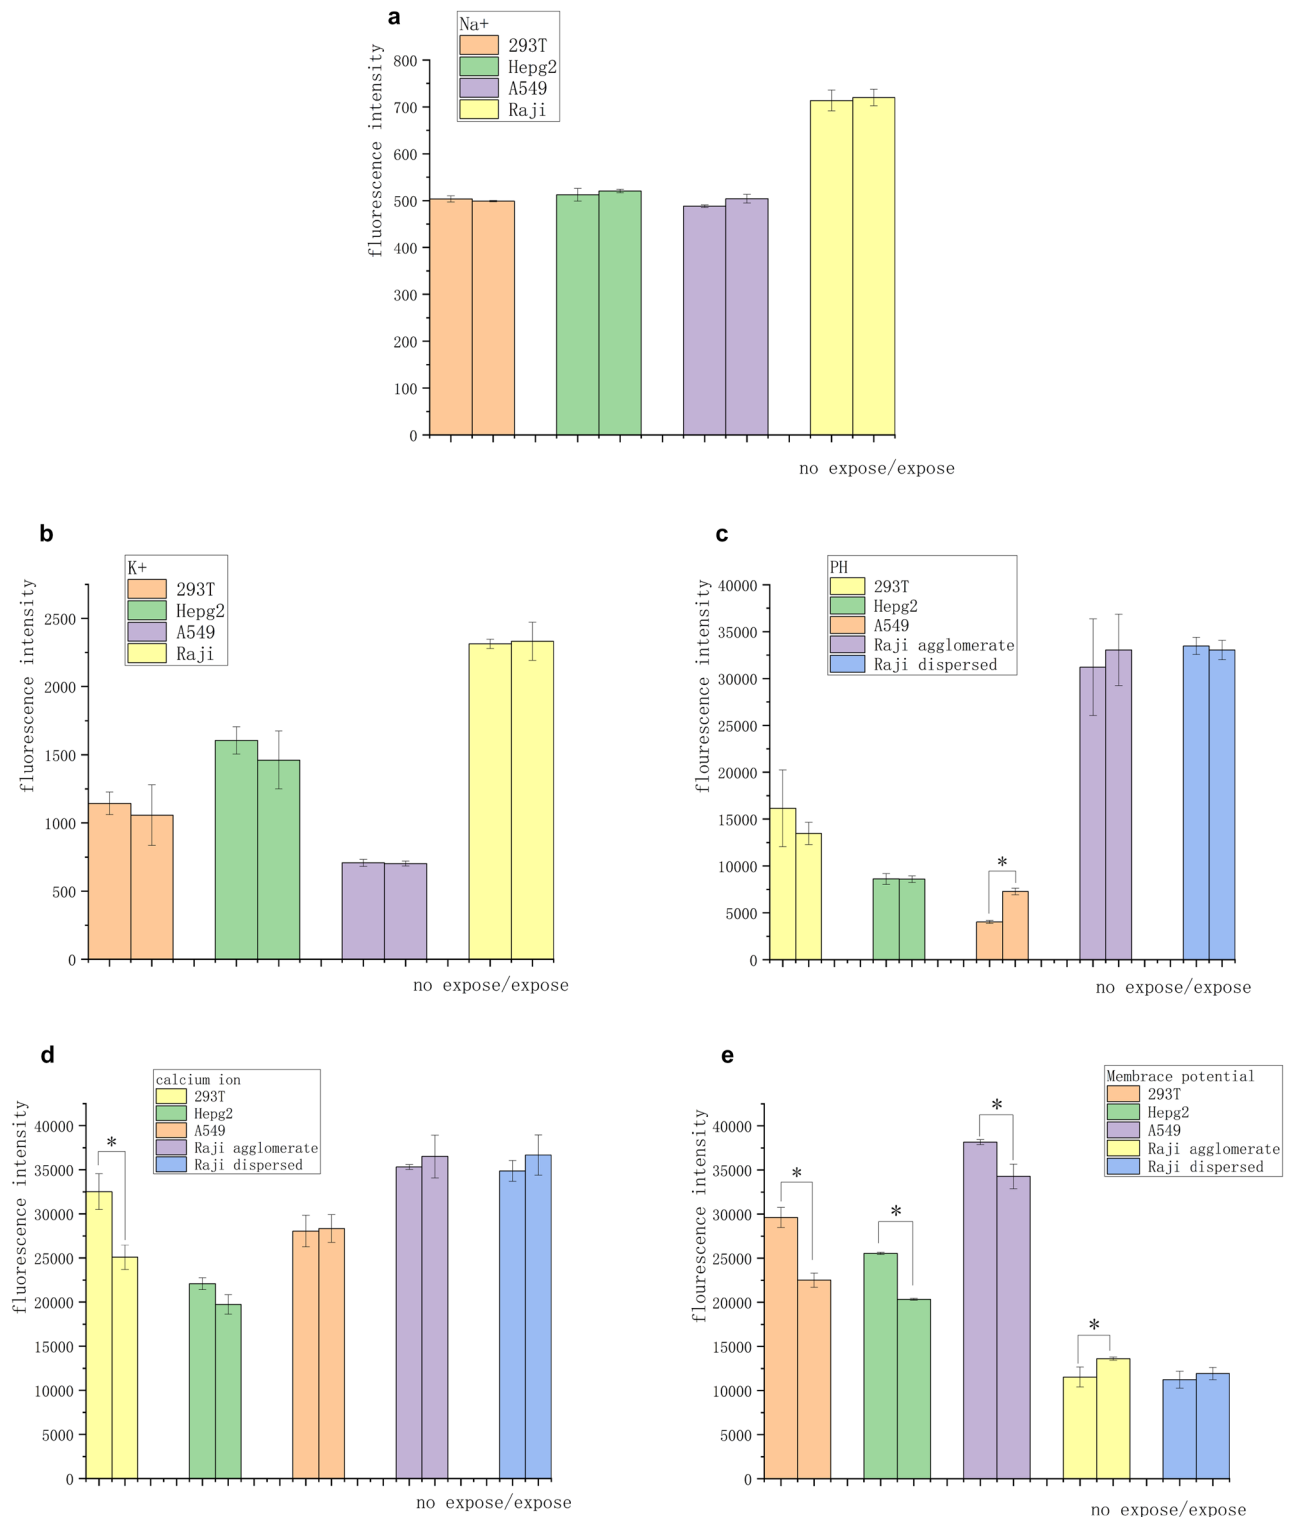 a
Na+
293T
Hepg2
A549
Raji
fluorescence intensity
800
700
600
500
400
300
200
100
0
no expose/expose
b
K+
293T
Hepg2
A549
Raji
fluorescence intensity
2500
2000
1500
1000
500
0
no expose/expose
c
PH
293T
Hepg2
A549
Raji agglomerate
Raji dispersed
flourescence intensity
40000
35000
30000
25000
20000
15000
10000
5000
0
*
no expose/expose
d
calcium ion
293T
Hepg2
A549
Raji agglomerate
Raji dispersed
fluorescence intensity
40000
35000
30000
25000
20000
15000
10000
5000
0
*
no expose/expose
e
Membrace potential
293T
Hepg2
A549
Raji agglomerate
Raji dispersed
flourescence intensity
40000
35000
30000
25000
20000
15000
10000
5000
0
*
*
*
*
no expose/expose